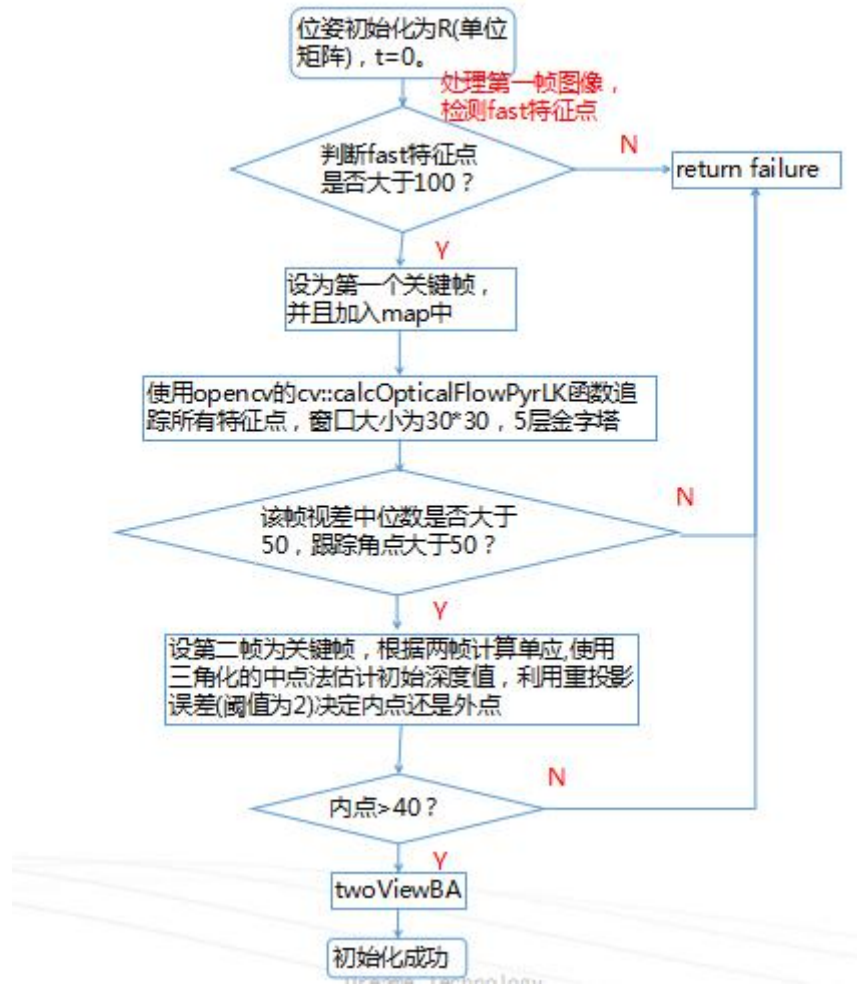 位姿初始化为R(单位
矩阵)，t=0。
处理第一帧图像，
检测fast特征点
判断fast特征点
是否大于100？
N
return failure
Y
设为第一个关键帧，
并且加入map中
使用opencv的cv::calcOpticalFlowPyrLK函数追
踪所有特征点，窗口大小为30*30，5层金字塔
该帧视差中位数是否大于
50，跟踪角点大于50？
N
Y
设第二帧为关键帧，根据两帧计算单应,使用
三角化的中点法估计初始深度值，利用重投影
误差(阈值为2)决定内点还是外点
内点>40？
N
Y
twoViewBA
初始化成功